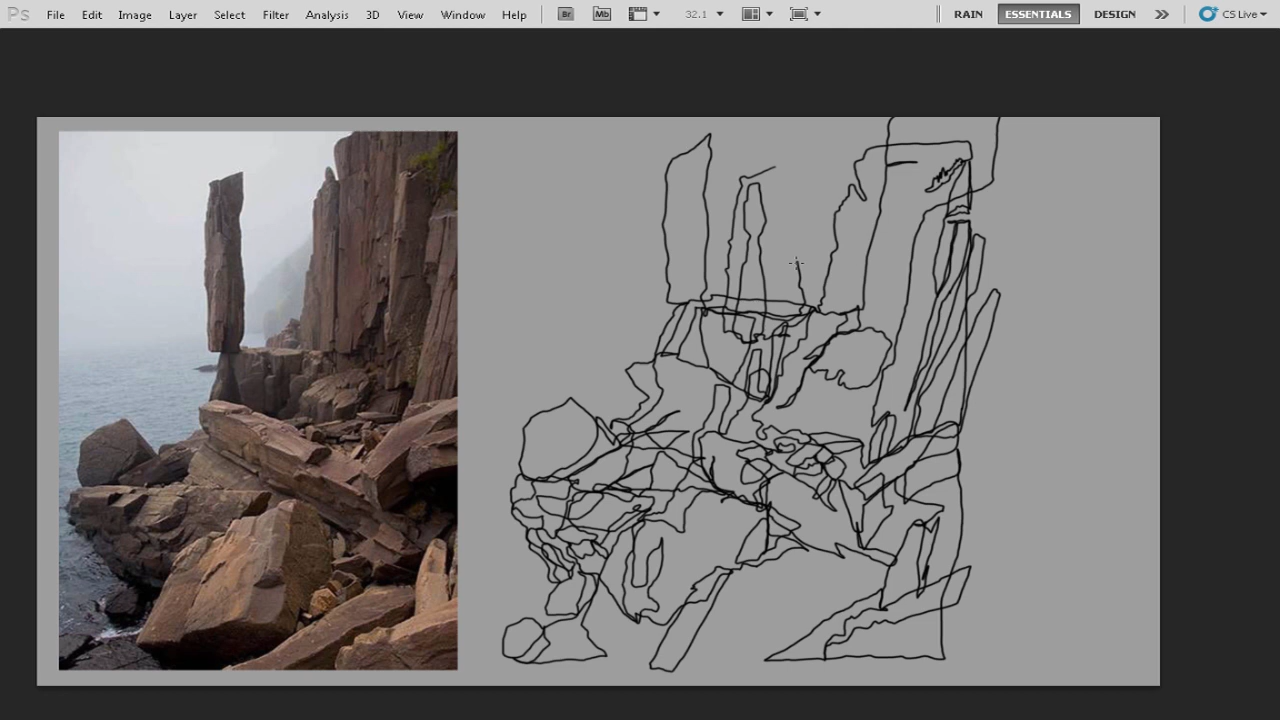 Ps File Edit Image Layer Select Filter Analysis 3D View Window Help Br Mb 32.1 RAIN ESSENTIALS DESIGN CS Live